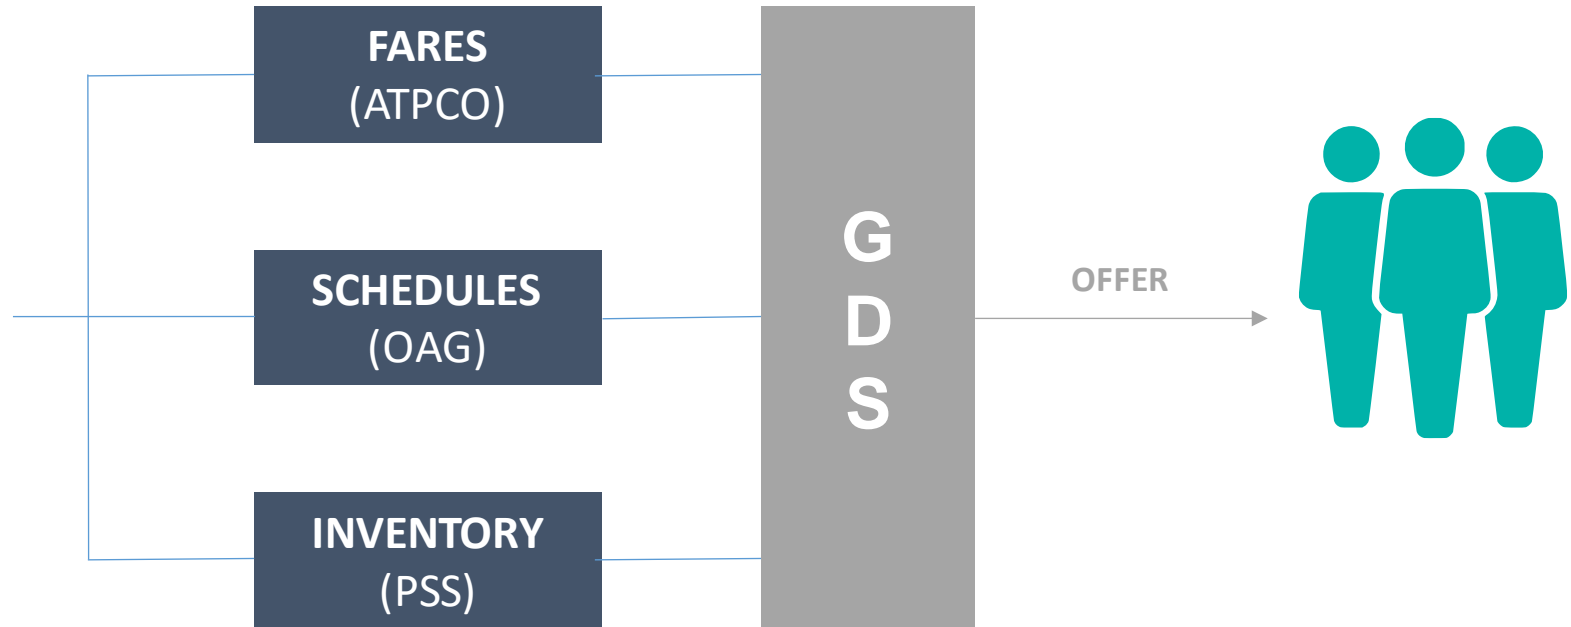 FARES
(ATPCO)
SCHEDULES
(OAG)
INVENTORY
(PSS)
G
D
S
OFFER